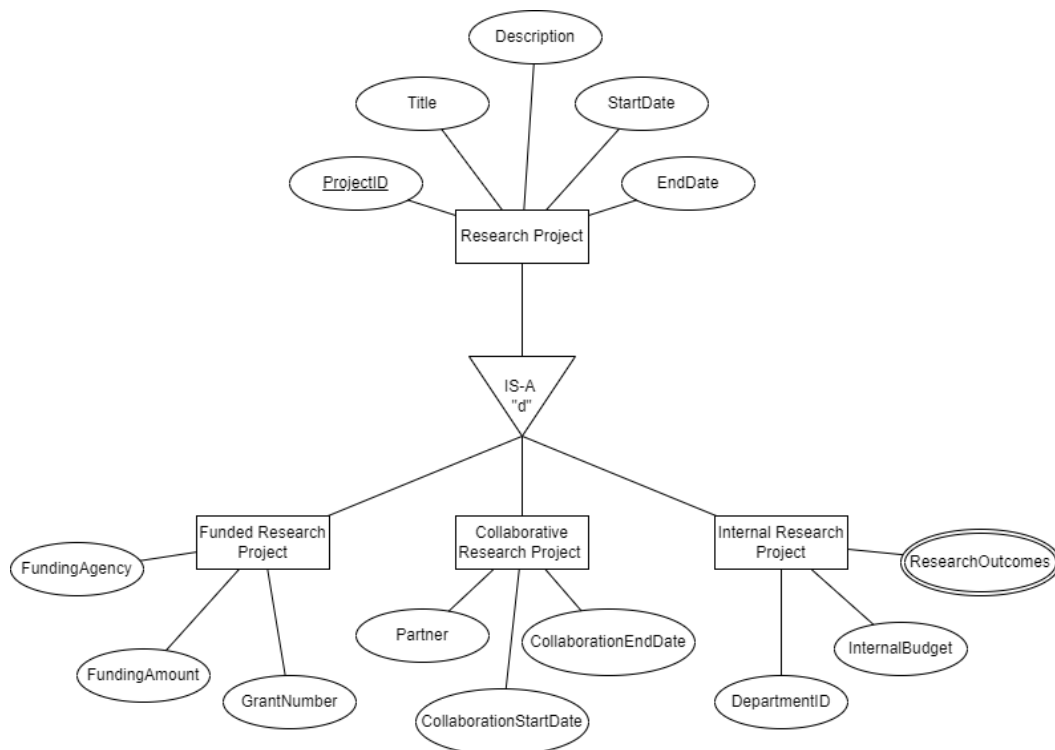 Description
Title
StartDate
ProjectID
EndDate
Research Project
IS-A
"d"
Funded Research
Project
Collaborative
Research Project
Internal Research
Project
FundingAgency
ResearchOutcomes
Partner
CollaborationEndDate
InternalBudget
FundingAmount
GrantNumber
CollaborationStartDate
DepartmentID